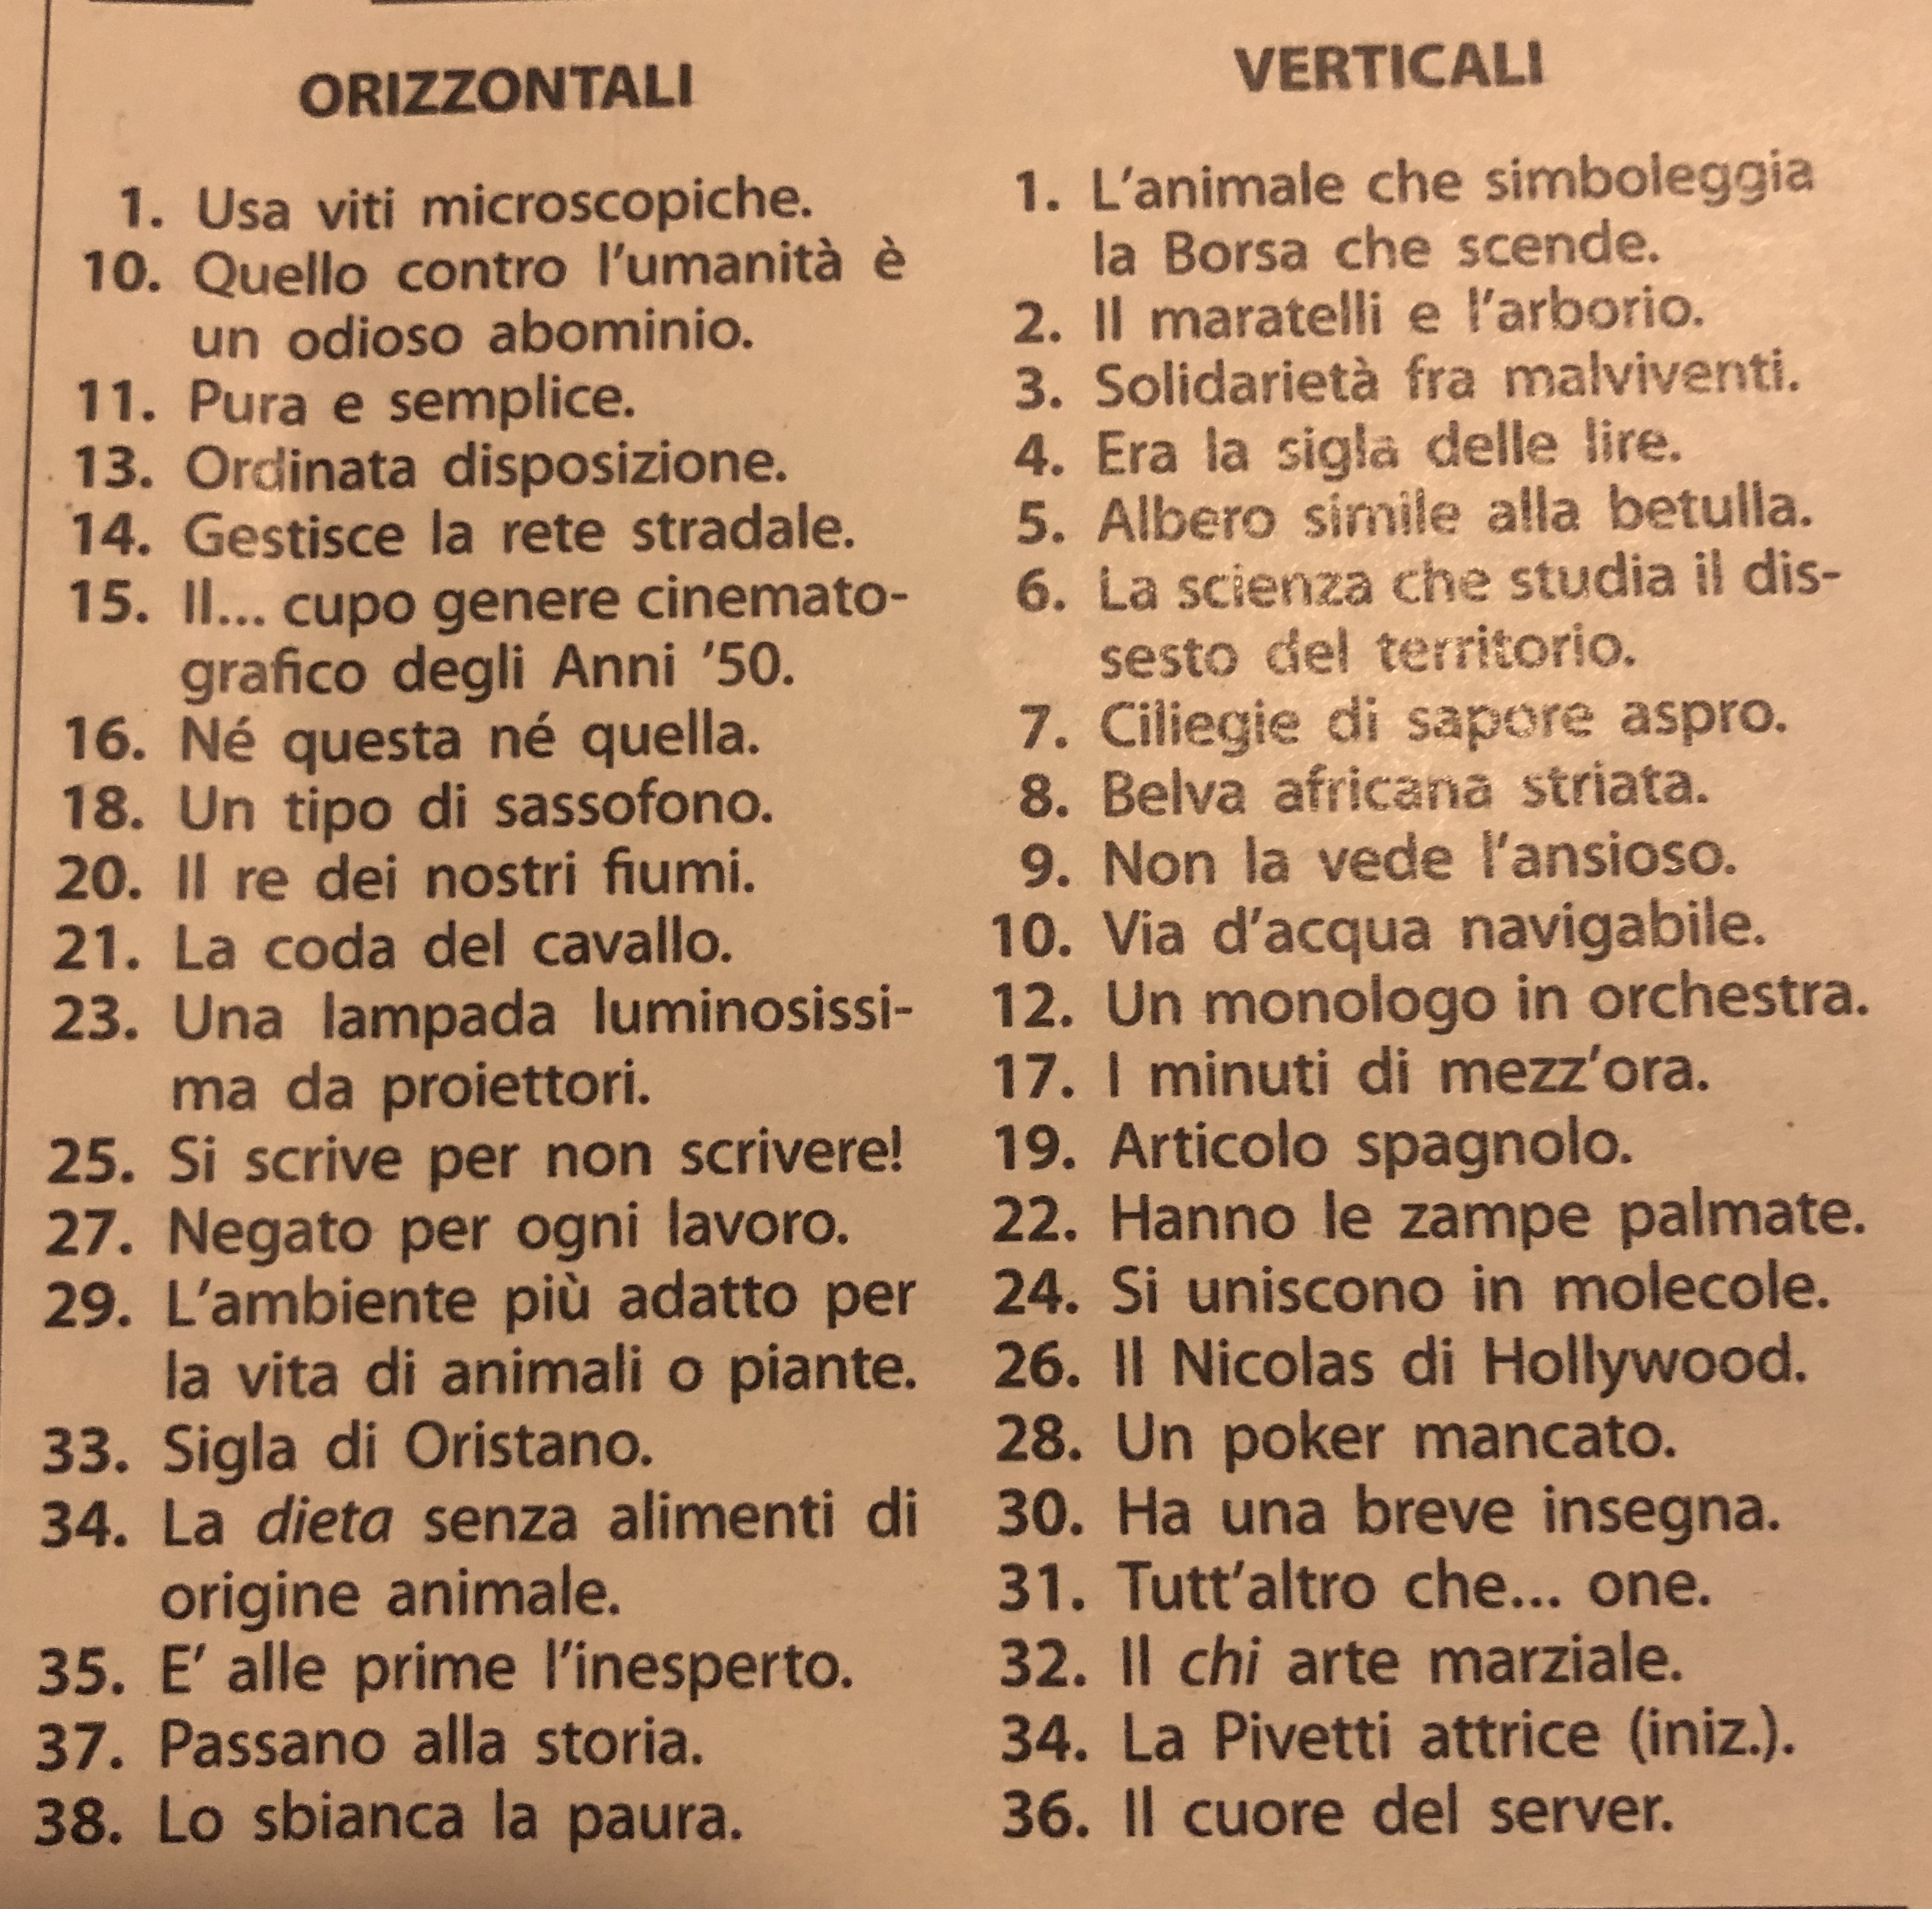 ORIZZONTALI
1. Usa viti microscopiche.
10. Quello contro l'umanità è
un odioso abominio.
11. Pura e semplice.
13. Ordinata disposizione.
14. Gestisce la rete stradale.
15. Il... cupo genere cinemato-
grafico degli Anni '50.
16. Né questa né quella.
18. Un tipo di sassofono.
20. Il re dei nostri fiumi.
21. La coda del cavallo.
23. Una lampada luminosissi-
ma da proiettori.
25. Si scrive per non scrivere!
27. Negato per ogni lavoro.
29. L'ambiente più adatto per
la vita di animali o piante.
33. Sigla di Oristano.
34. La dieta senza alimenti di
origine animale.
35. E' alle prime l'inesperto.
37. Passano alla storia.
38. Lo sbianca la paura.
VERTICALI
1. L'animale che simboleggia
la Borsa che scende.
2. Il maratelli e l'arborio.
3. Solidarietà fra malviventi.
4. Era la sigla delle lire.
5. Albero simile alla betulla.
6. La scienza che studia il dis-
sesto del territorio.
7. Ciliegie di sapore aspro.
8. Belva africana striata.
9. Non la vede l'ansioso.
10. Via d'acqua navigabile.
12. Un monologo in orchestra.
17. I minuti di mezz'ora.
19. Articolo spagnolo.
22. Hanno le zampe palmate.
24. Si uniscono in molecole.
26. Il Nicolas di Hollywood.
28. Un poker mancato.
30. Ha una breve insegna.
31. Tutt'altro che... one.
32. Il chi arte marziale.
34. La Pivetti attrice (iniz.).
36. Il cuore del server.